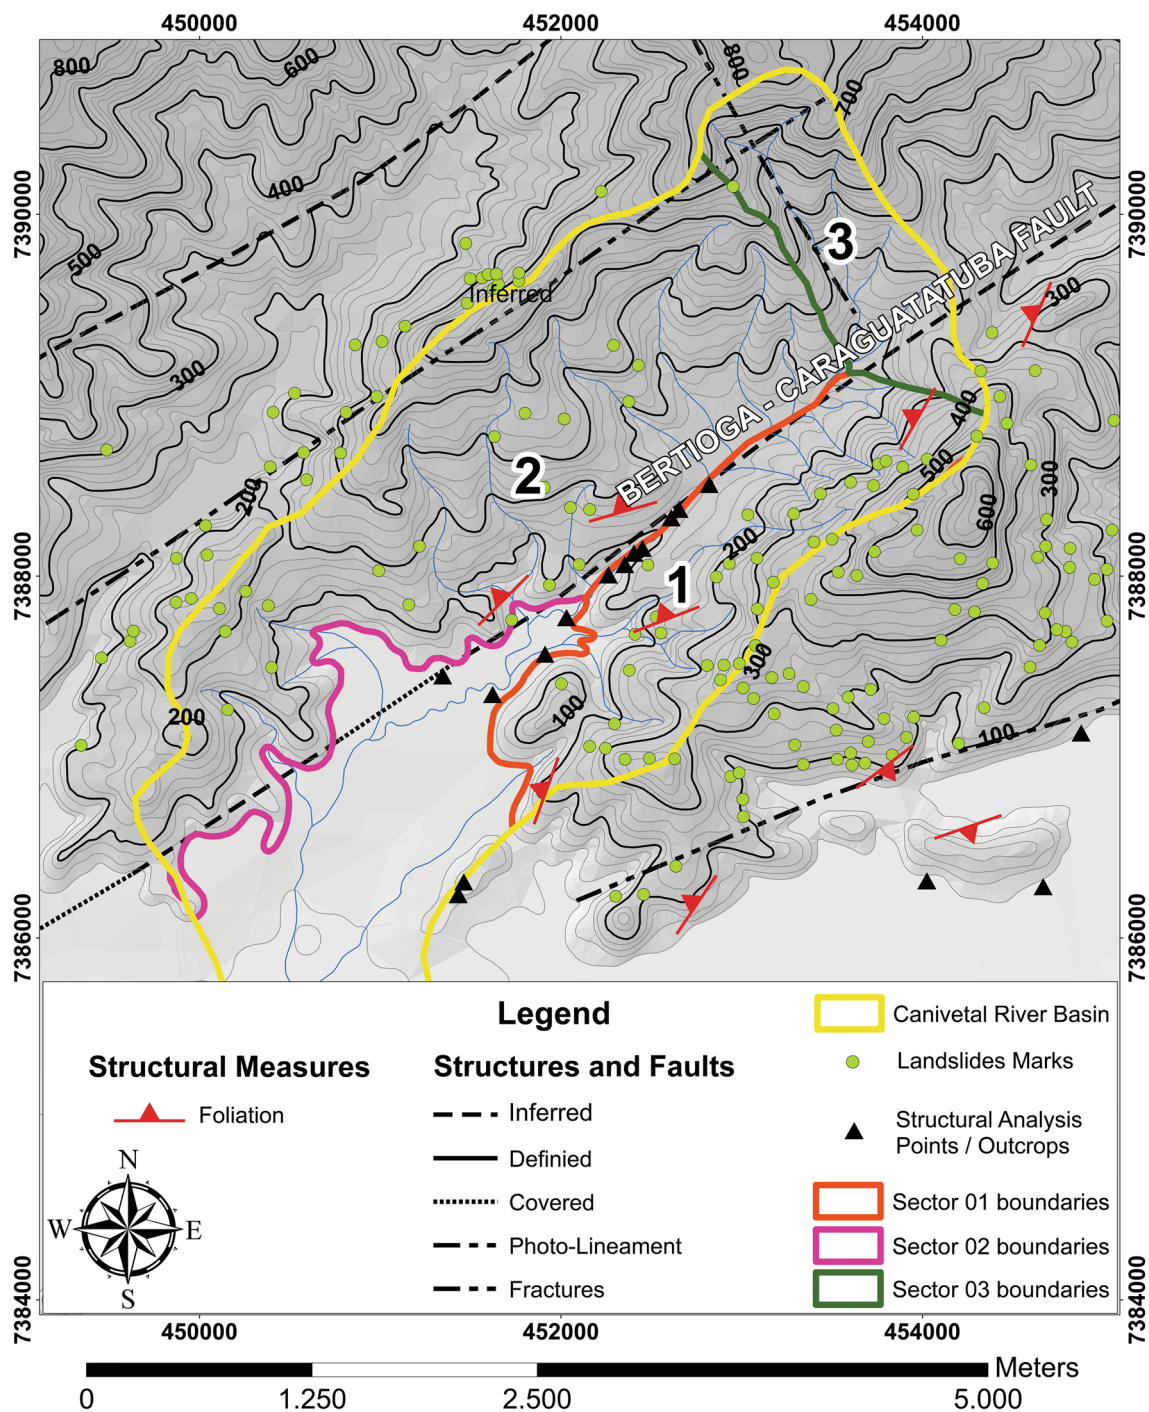 450000
452000
454000
7390000
7388000
7386000
7384000
7390000
7388000
7386000
7384000
800
600
800
700
400
500
300
300
Inferred
3
BERTIOGA - CARAGUATATUBA FAULT
400
2
500
300
200
600
200
1
300
200
100
100
Legend
Structural Measures
Foliation
N
W
E
S
Structures and Faults
Inferred
Definied
Covered
Photo-Lineament
Fractures
Canivetal River Basin
Landslides Marks
Structural Analysis
Points / Outcrops
Sector 01 boundaries
Sector 02 boundaries
Sector 03 boundaries
450000
452000
454000
Meters
0
1.250
2.500
5.000